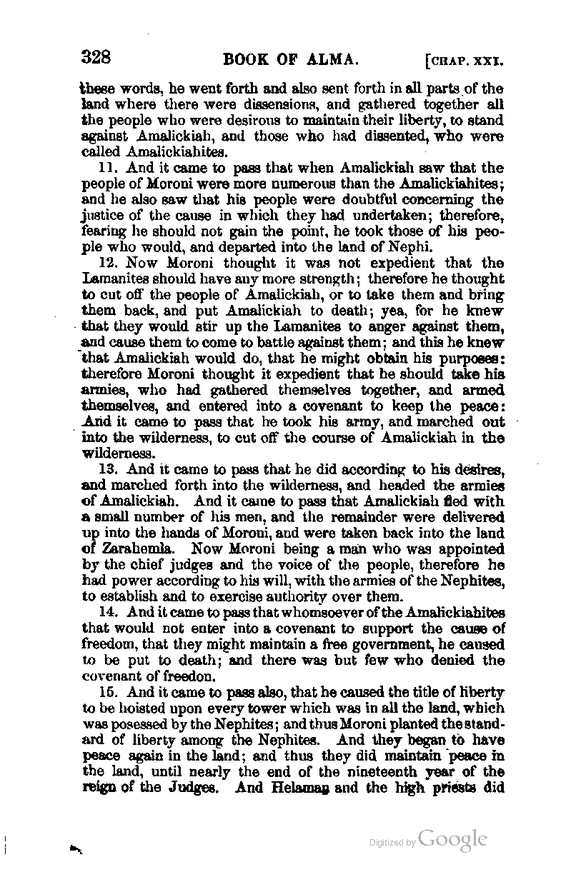 328 BOOK OF ALMA. [CHAP. XXI.
these words, he went forth and also sent forth in all parts of the
land where there were dissensions, and gathered together all
the people who were desirous to maintain their liberty, to stand
against Amalickiah, and those who had dissented, who were
called Amalickiahites.
11. And it came to pass that when Amalickiah saw that the
people of Moroni were more numerous than the Amalickiahites;
and he also saw that his people were doubtful concerning the
justice of the cause in which they had undertaken; therefore,
fearing he should not gain the point, he took those of his peo-
ple who would, and departed into the land of Nephi.
12. Now Moroni thought it was not expedient that the
Lamanites should have any more strength; therefore he thought
to cut off the people of Amalickiah, or to take them and bring
them back, and put Amalickiah to death; yea, for he knew
that they would stir up the Lamanites to anger against them,
and cause them to come to battle against them; and this he knew
that Amalickiah would do, that he might obtain his purposes:
therefore Moroni thought it expedient that he should take his
armies, who had gathered themselves together, and armed
themselves, and entered into a covenant to keep the peace:
And it came to pass that he took his army, and marched out
into the wilderness, to cut off the course of Amalickiah in the
wilderness.
13. And it came to pass that he did according to his desires,
and marched forth into the wilderness, and headed the armies
of Amalickiah. And it came to pass that Amalickiah fled with
a small number of his men, and the remainder were delivered
up into the hands of Moroni, and were taken back into the land
of Zarahemla. Now Moroni being a man who was appointed
by the chief judges and the voice of the people, therefore he
had power according to his will, with the armies of the Nephites,
to establish and to exercise authority over them.
14. And it came to pass that whomsoever of the Amalickiahites
that would not enter into a covenant to support the cause of
freedom, that they might maintain a free government, he caused
to be put to death; and there was but few who denied the
covenant of freedon.
15. And it came to pass also, that he caused the title of liberty
to be hoisted upon every tower which was in all the land, which
was posessed by the Nephites; and thus Moroni planted the stand-
ard of liberty among the Nephites. And they began to have
peace again in the land; and thus they did maintain peace in
the land, until nearly the end of the nineteenth year of the
reign of the Judges. And Helaman and the high priests did
Digitized by Google